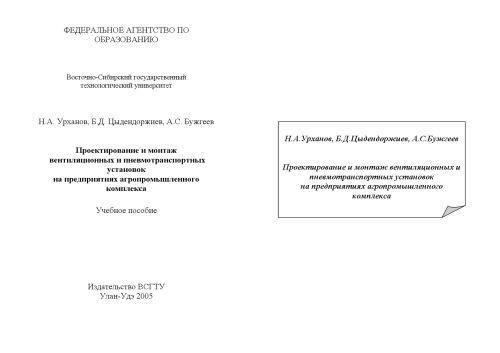 ФЕДЕРАЛЬНОЕ АГЕНТСТВО ПО
ОБРАЗОВАНИЮ
Восточно-Сибирский государственный
технологический университет
Н.А. Урханов, Б.Д. Цыдендоржиев, А.С. Бужгеев
Проектирование и монтаж
вентиляционных и пневмотранспортных
установок
на предприятиях агропромышленного
комплекса
Учебное пособие
Издательство ВСГТУ
Улан-Удэ 2005
Н.А.Урханов, Б.Д.Цыдендоржиев, А.С.Бужгеев
Проектирование и монтаж вентиляционных и
пневмотранспортных установок
на предприятиях агропромышленного
комплекса